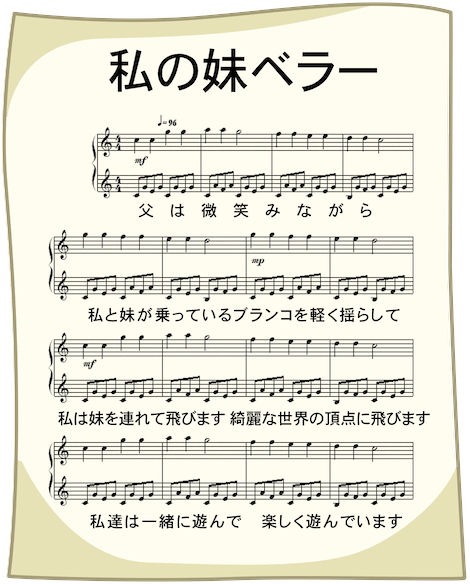 私の妹ベラー
♩= 96
mf
父は微笑みながら
mp
私と妹が乗っているブランコを軽く揺らして
mf
私は妹を連れて飛びます 綺麗な世界の頂点に飛びます
私達は一緒に遊んで 楽しく遊んでいます